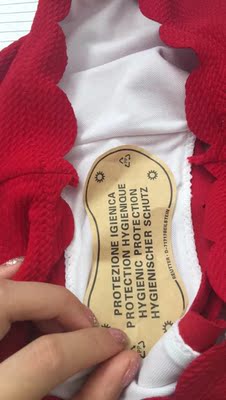 PROTEZIONE IGIENICA
PROTECTION HYGIENIQUE
HYGIENIC PROTECTION
HYGIENISCHER SCHUTZ